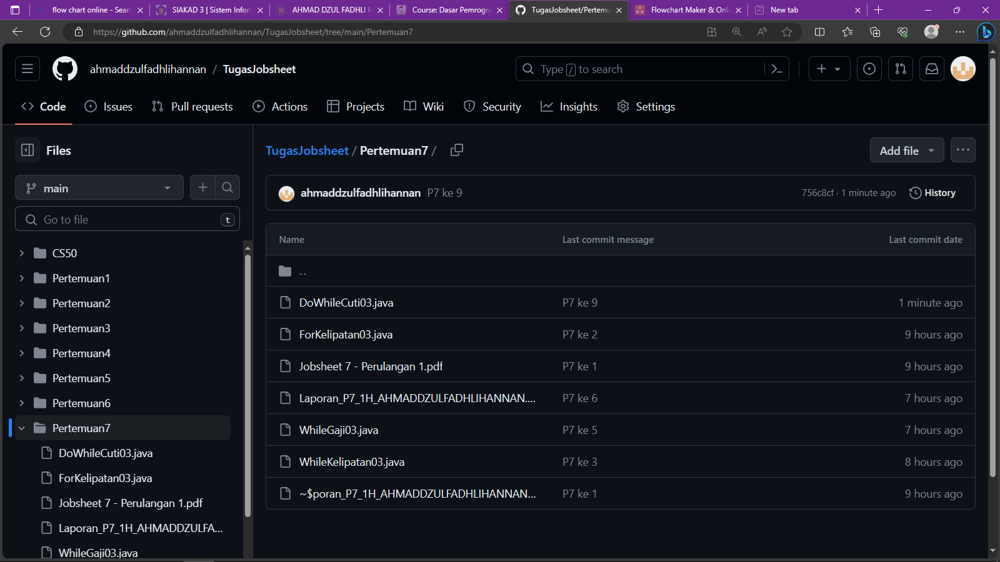 flow chart online - Sear
SIAKAD 3 | Sistem Inforr
AHMAD DZUL FADHLI H
Course: Dasar Pemrogra
TugasJobsheet/Pertemu
Flowchart Maker & Onli
New tab
https://github.com/ahmaddzulfadhlihannan/TugasJobsheet/tree/main/Pertemuan7
ahmaddzulfadhlihannan / TugasJobsheet
Type / to search
Code
Issues
Pull requests
Actions
Projects
Wiki
Security
Insights
Settings
Files
TugasJobsheet / Pertemuan7 /
Add file
main
ahmaddzulfadhlihannan P7 ke 9
756c8cf · 1 minute ago
History
Go to file
t
Name
Last commit message
Last commit date
..
DoWhileCuti03.java
P7 ke 9
1 minute ago
ForKelipatan03.java
P7 ke 2
9 hours ago
Jobsheet 7 - Perulangan 1.pdf
P7 ke 1
9 hours ago
Laporan_P7_1H_AHMADDZULFADHLIHANNAN....
P7 ke 6
7 hours ago
WhileGaji03.java
P7 ke 5
7 hours ago
WhileKelipatan03.java
P7 ke 3
8 hours ago
~$poran_P7_1H_AHMADDZULFADHLIHANNAN...
P7 ke 1
9 hours ago
CS50
Pertemuan1
Pertemuan2
Pertemuan3
Pertemuan4
Pertemuan5
Pertemuan6
Pertemuan7
DoWhileCuti03.java
ForKelipatan03.java
Jobsheet 7 - Perulangan 1.pdf
Laporan_P7_1H_AHMADDZULFA...
WhileGaji03.java